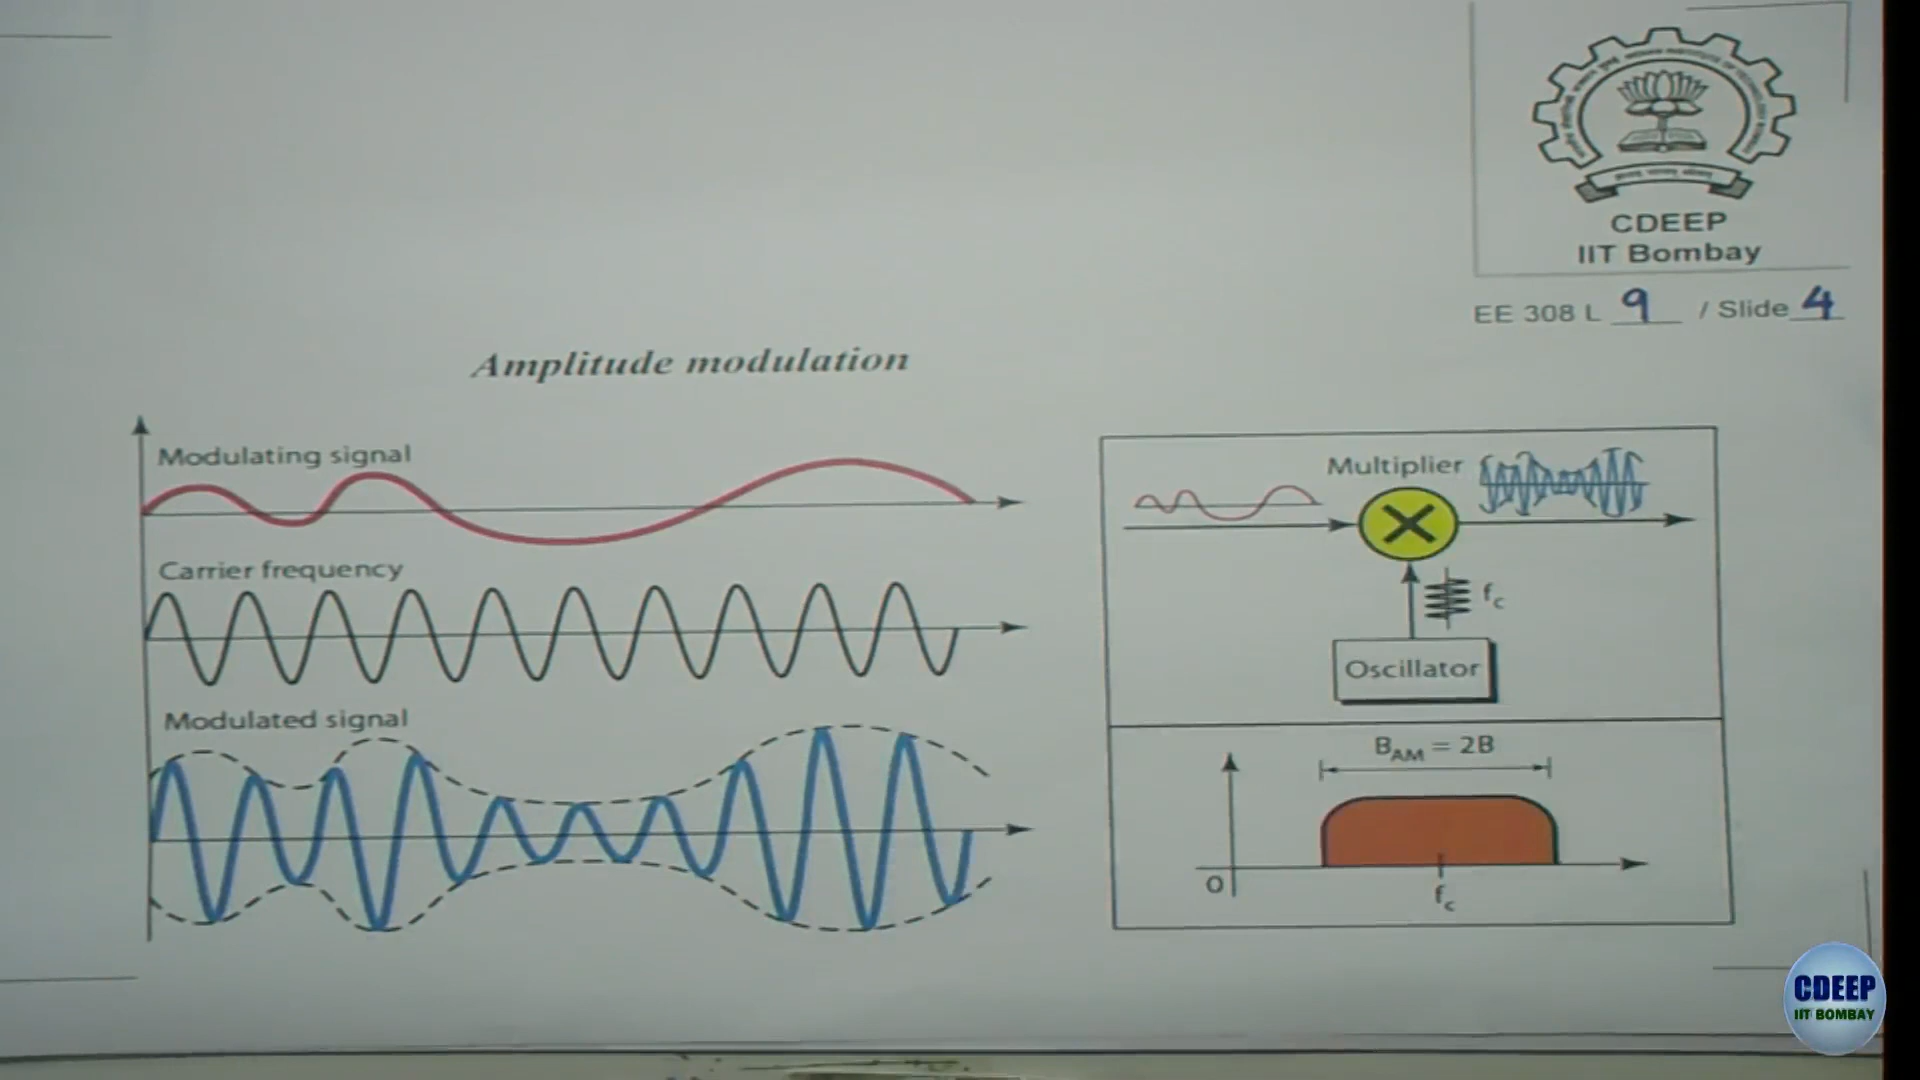 CDEEP
IIT Bombay
EE 308 L 9 / Slide 4
Amplitude modulation
Modulating signal
Carrier frequency
Modulated signal
Multiplier
fc
Oscillator
BAM = 2B
0
fc
CDEEP
IIT BOMBAY